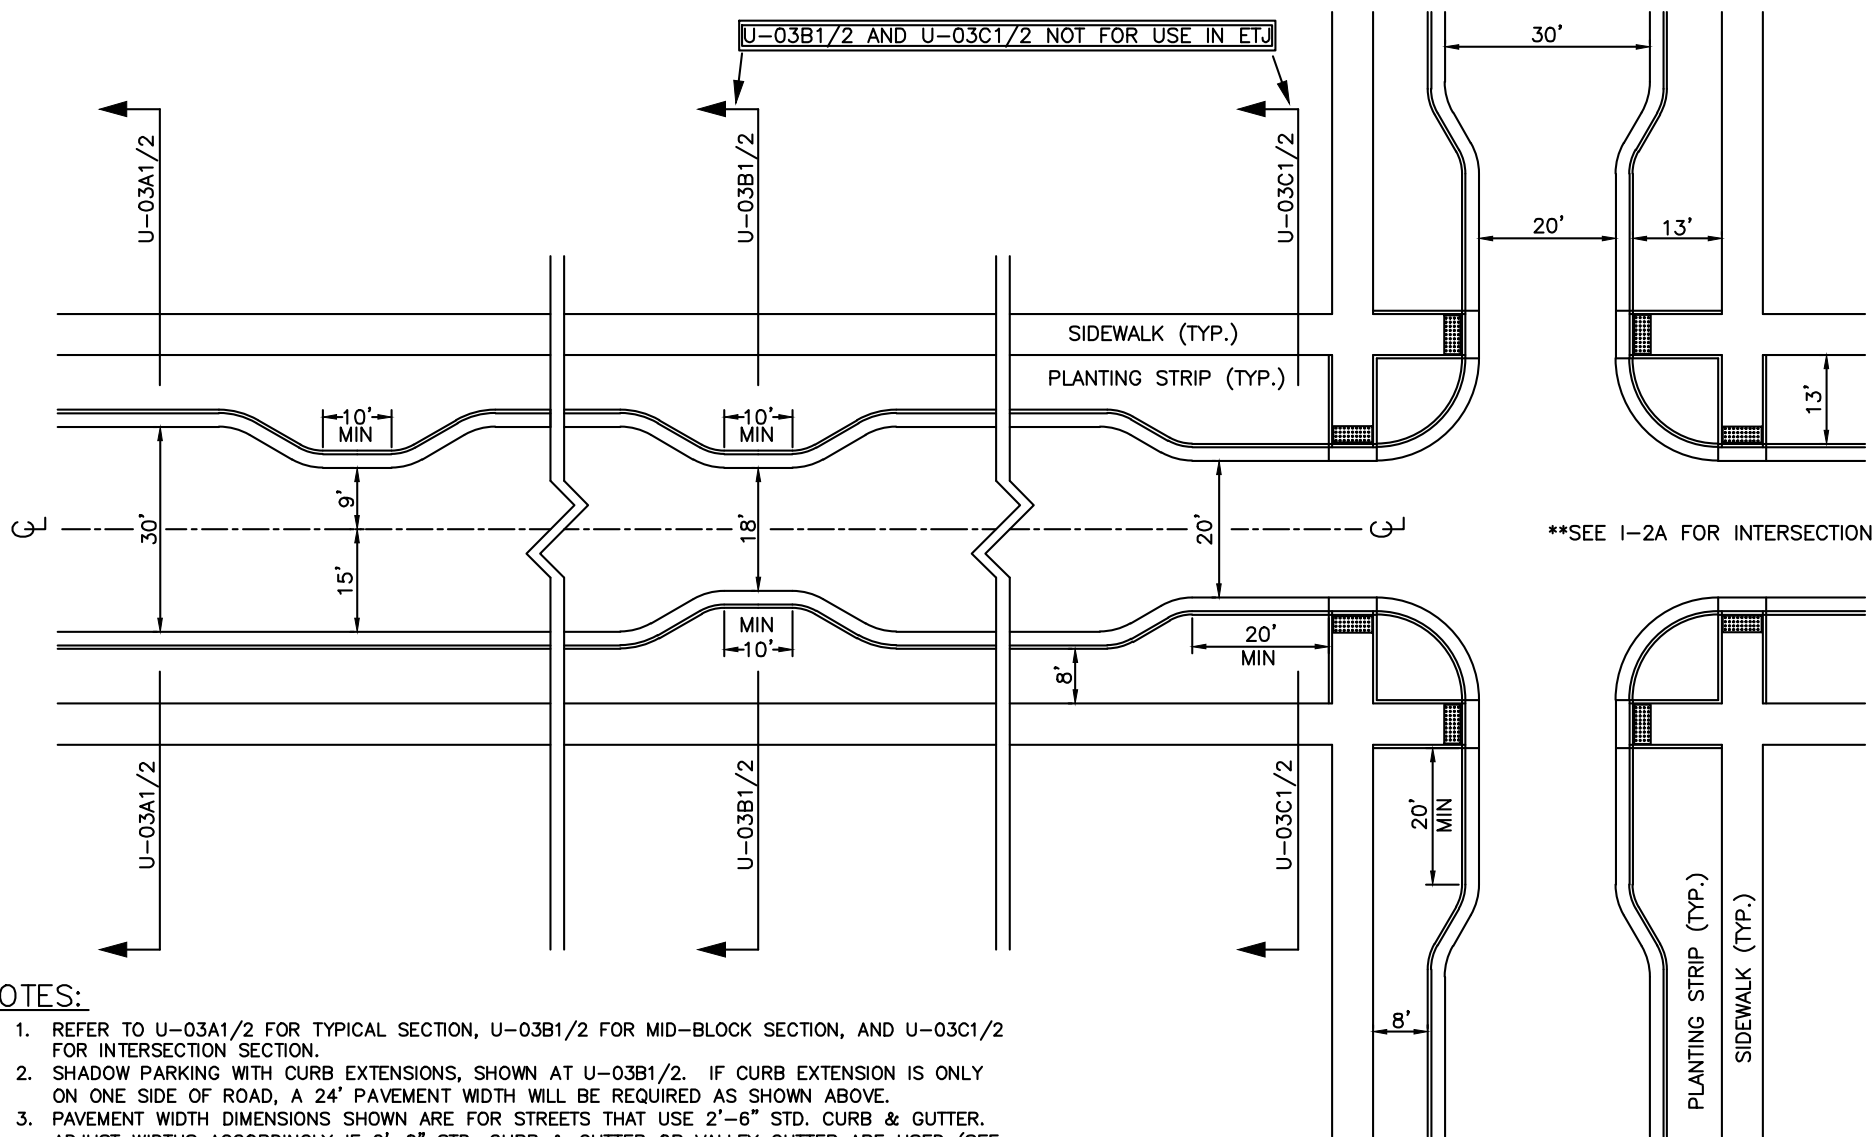 U-03B1/2 AND U-03C1/2 NOT FOR USE IN ETJ
30'
U-03A1/2
U-03B1/2
U-03C1/2
20'
13'
SIDEWALK (TYP.)
PLANTING STRIP (TYP.)
10'
MIN
10'
MIN
13'
9'
30'
18'
20'
15'
CL
CL
**SEE I-2A FOR INTERSECTION
MIN
10'
20'
MIN
8'
U-03A1/2
U-03B1/2
U-03C1/2
20'
MIN
PLANTING STRIP (TYP.)
SIDEWALK (TYP.)
8'
OTES:
1. REFER TO U-03A1/2 FOR TYPICAL SECTION, U-03B1/2 FOR MID-BLOCK SECTION, AND U-03C1/2
FOR INTERSECTION SECTION.
2. SHADOW PARKING WITH CURB EXTENSIONS, SHOWN AT U-03B1/2. IF CURB EXTENSION IS ONLY
ON ONE SIDE OF ROAD, A 24' PAVEMENT WIDTH WILL BE REQUIRED AS SHOWN ABOVE.
3. PAVEMENT WIDTH DIMENSIONS SHOWN ARE FOR STREETS THAT USE 2'-6" STD. CURB & GUTTER.